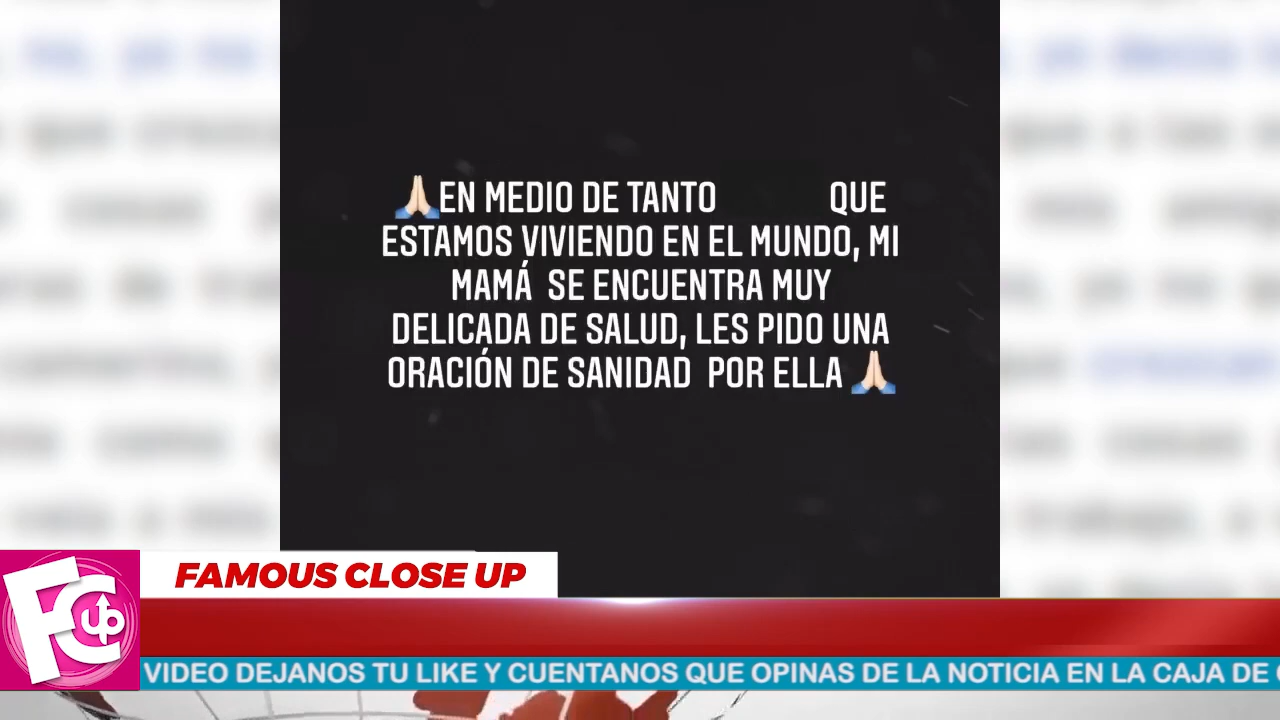 🙏🏻EN MEDIO DE TANTO QUE
ESTAMOS VIVIENDO EN EL MUNDO, MI
MAMÁ SE ENCUENTRA MUY
DELICADA DE SALUD, LES PIDO UNA
ORACIÓN DE SANIDAD POR ELLA🙏🏻
FAMOUS CLOSE UP
FC up
VIDEO DEJANOS TU LIKE Y CUENTANOS QUE OPINAS DE LA NOTICIA EN LA CAJA DE